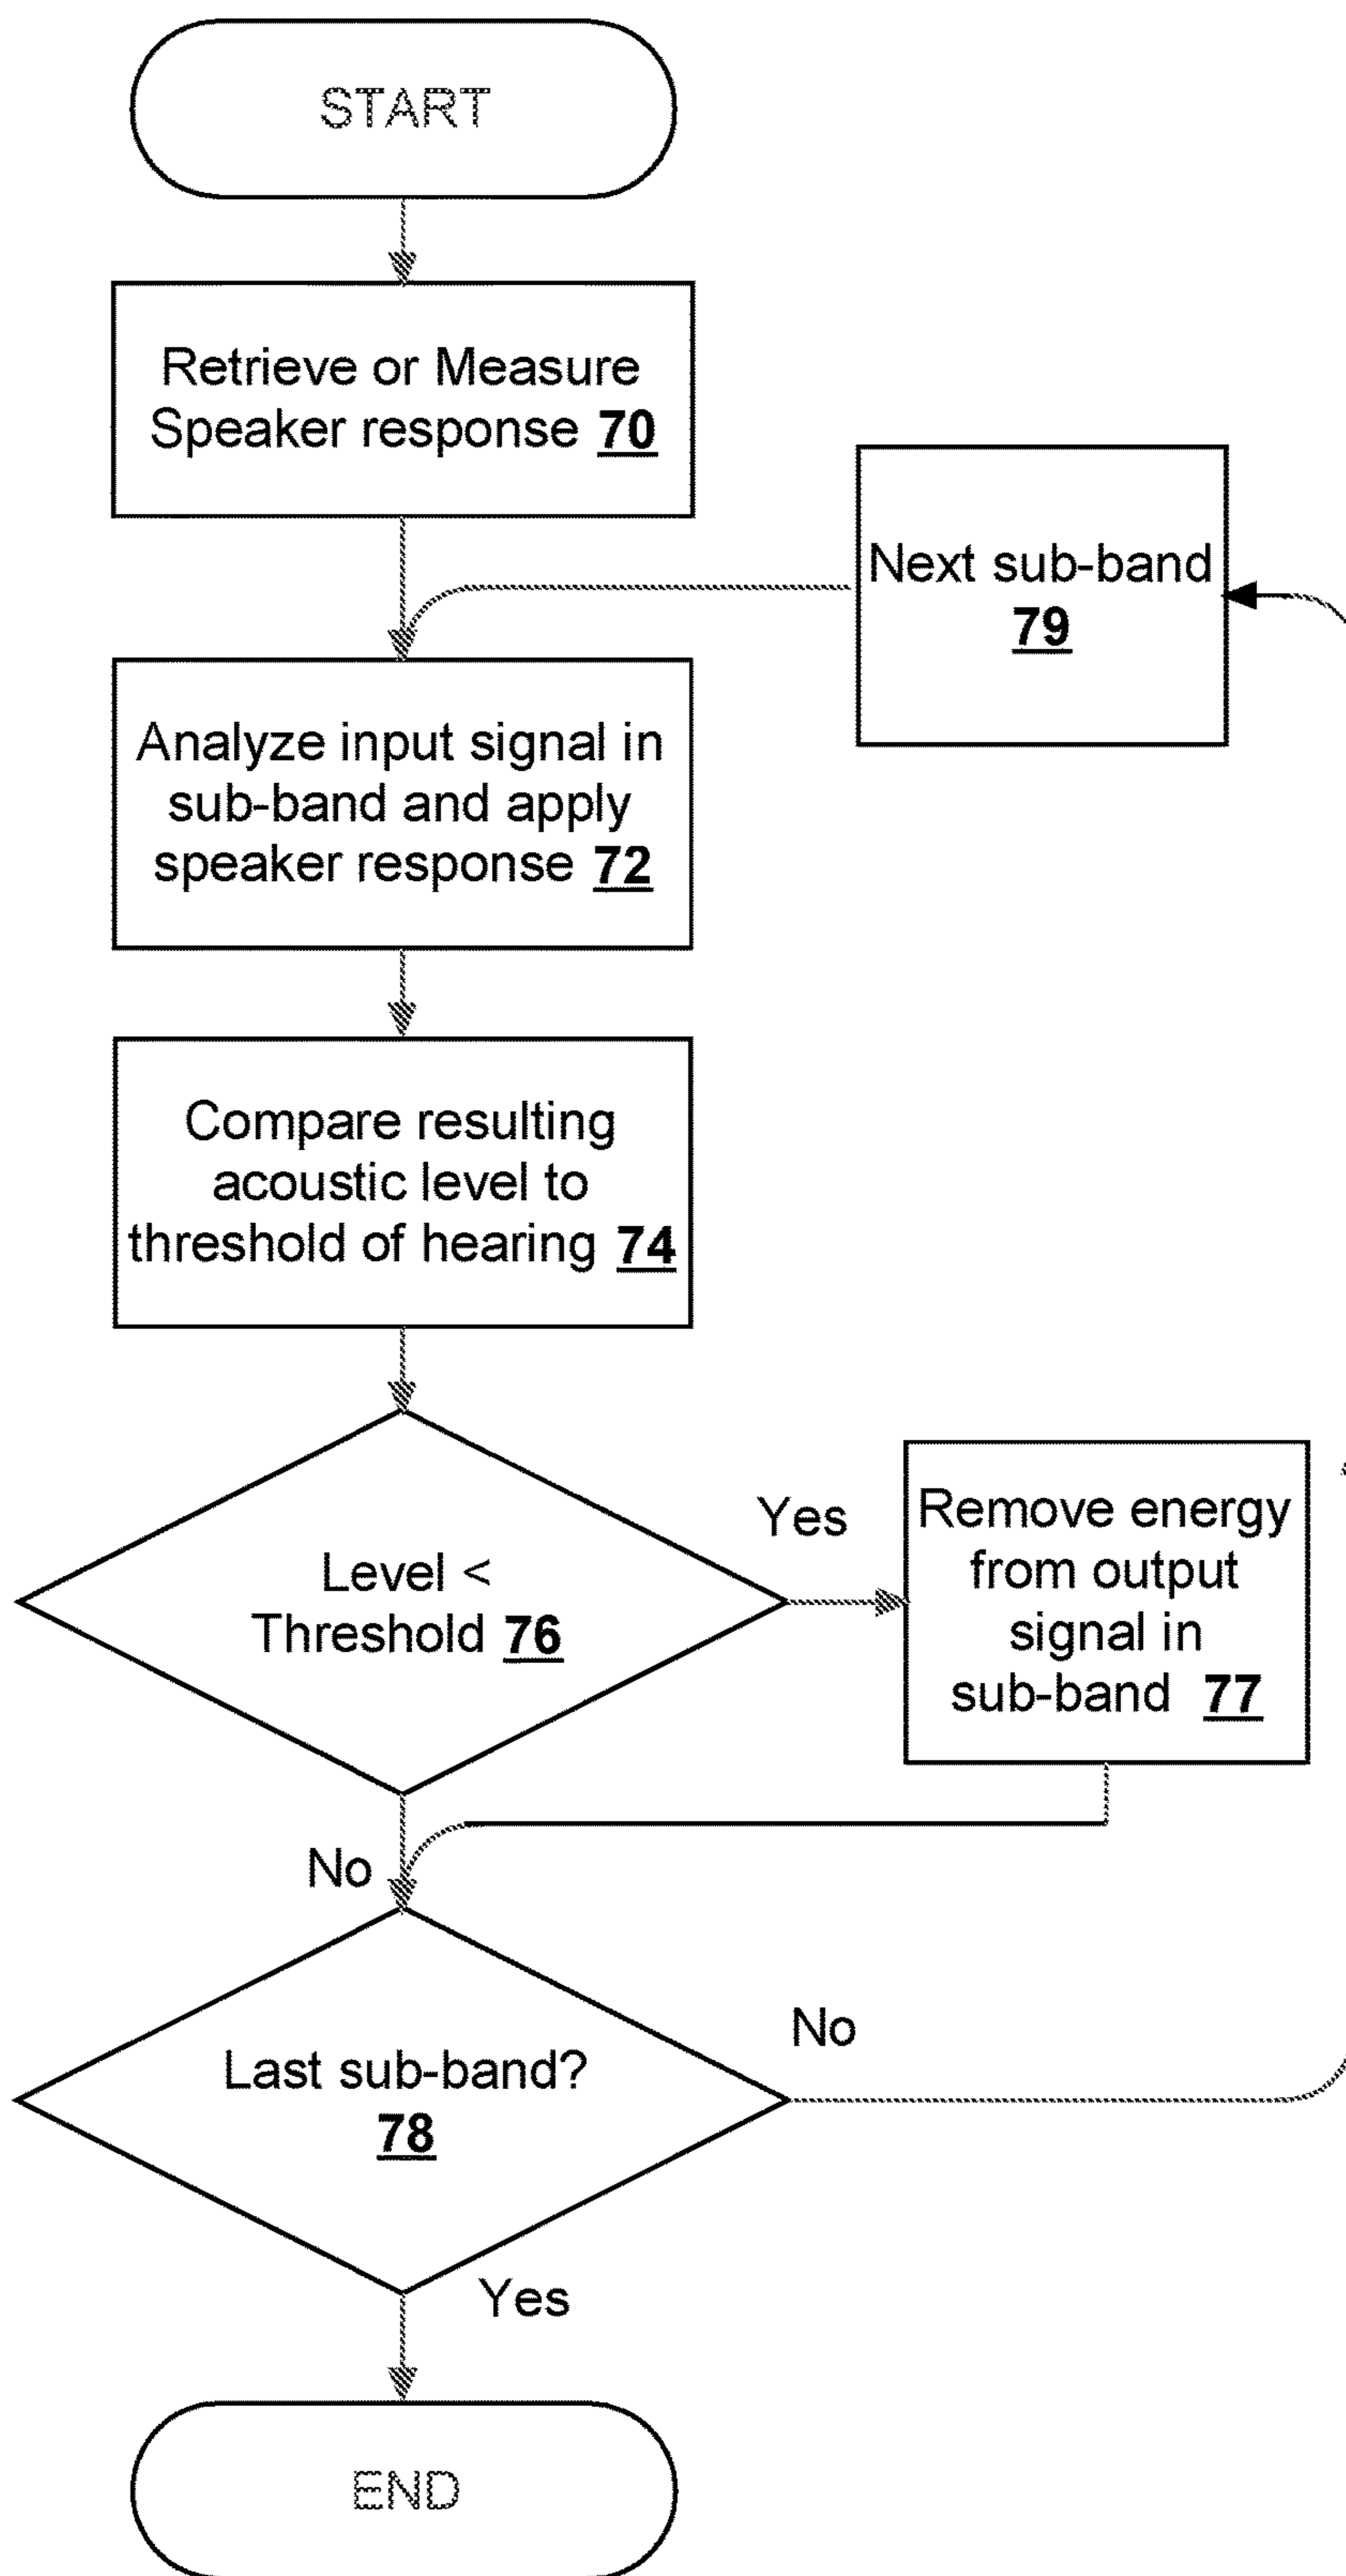 START
Retrieve or Measure
Speaker response 70
Next sub-band
79
Analyze input signal in
sub-band and apply
speaker response 72
Compare resulting
acoustic level to
threshold of hearing 74
Level <
Threshold 76
Yes
Remove energy
from output
signal in
sub-band 77
No
Last sub-band?
78
No
Yes
END